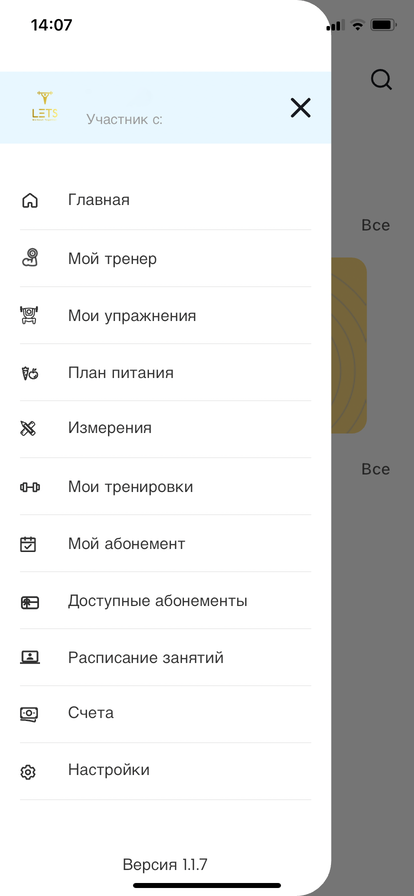 14:07
LETS
Участник с:
Все
Главная
Мой тренер
Мои упражнения
План питания
Измерения
Все
Мои тренировки
Мой абонемент
Доступные абонементы
Расписание занятий
Счета
Настройки
Версия 1.1.7